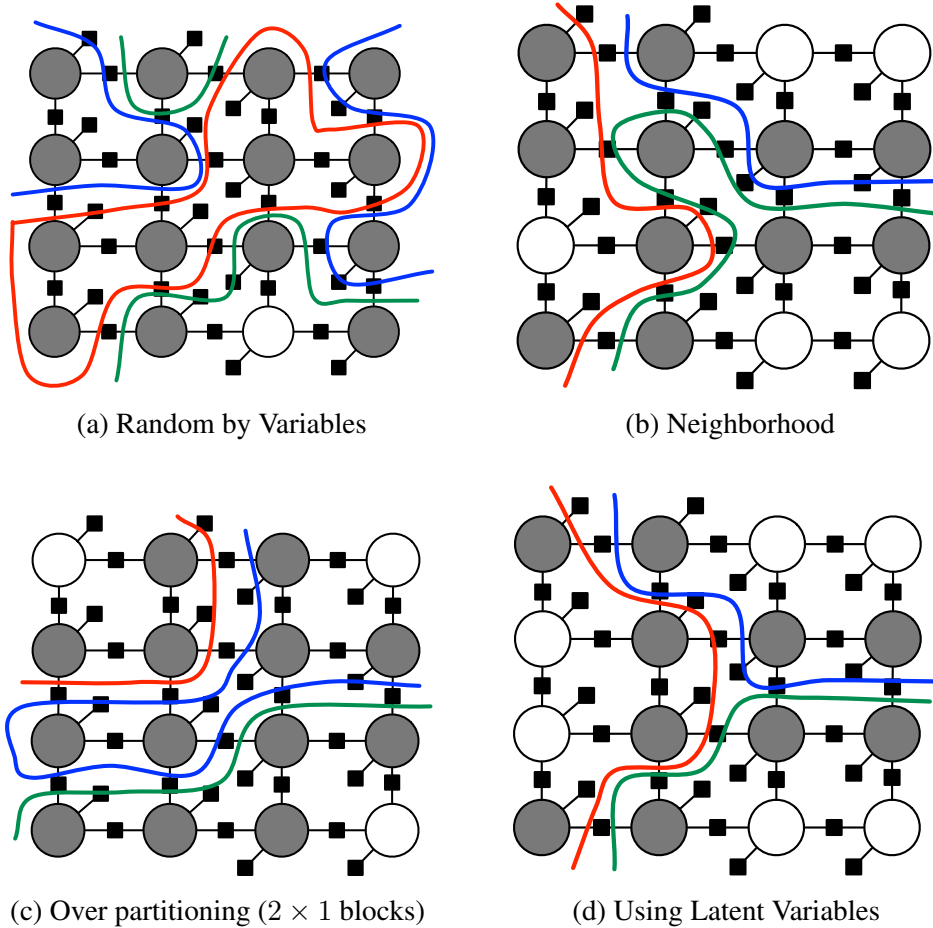 (a) Random by Variables
(b) Neighborhood
(c) Over partitioning (2 × 1 blocks)
(d) Using Latent Variables